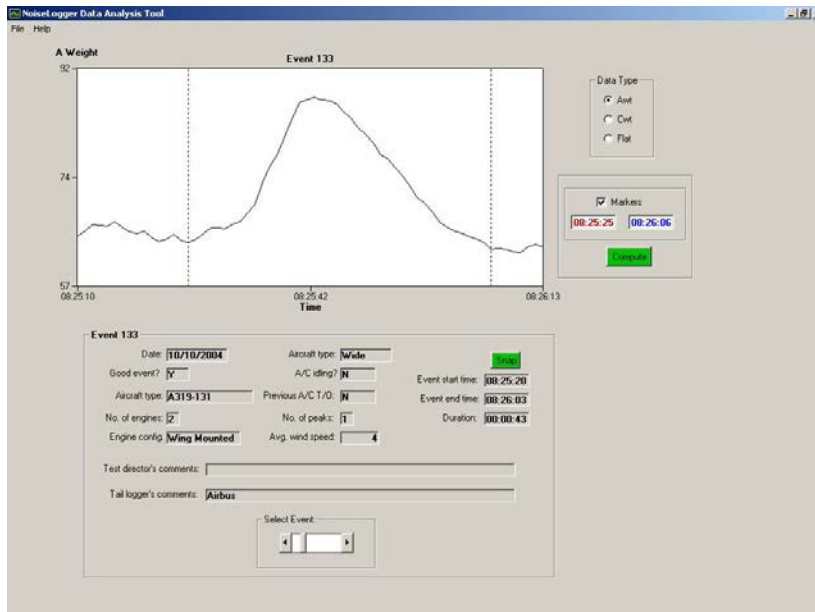 NoiseLogger Data Analysis Tool
File Help
A Weight
Event 133
92
74
57
08:25:10 08:25:42 08:26:13
Time
Data Type
Awt
Cwt
Flat
Markers
08:25:25 08:26:06
Compute
Event 133
Date: 10/10/2004 Aircraft type: Wide Snap
Good event? Y A/C idling? N Event start time: 08:25:20
Aircraft type: A319-131 Previous A/C T/O: N Event end time: 08:26:03
No. of engines: 2 No. of peaks: 1 Duration: 00:00:43
Engine config. Wing Mounted Avg. wind speed: 4
Test director's comments:
Tail logger's comments: Airbus
Select Event